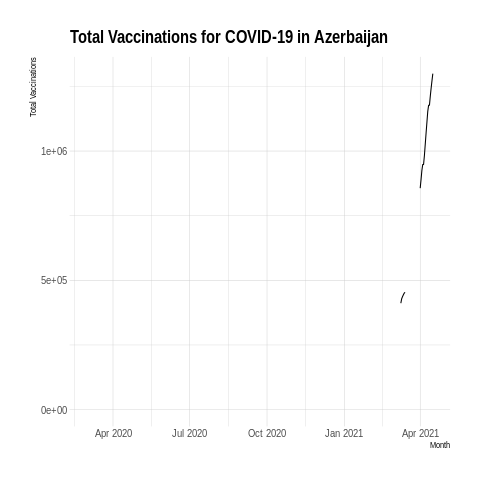 Total Vaccinations for COVID-19 in Azerbaijan
Total Vaccinations
1e+06
5e+05
0e+00
Apr 2020 Jul 2020 Oct 2020 Jan 2021 Apr 2021
Month